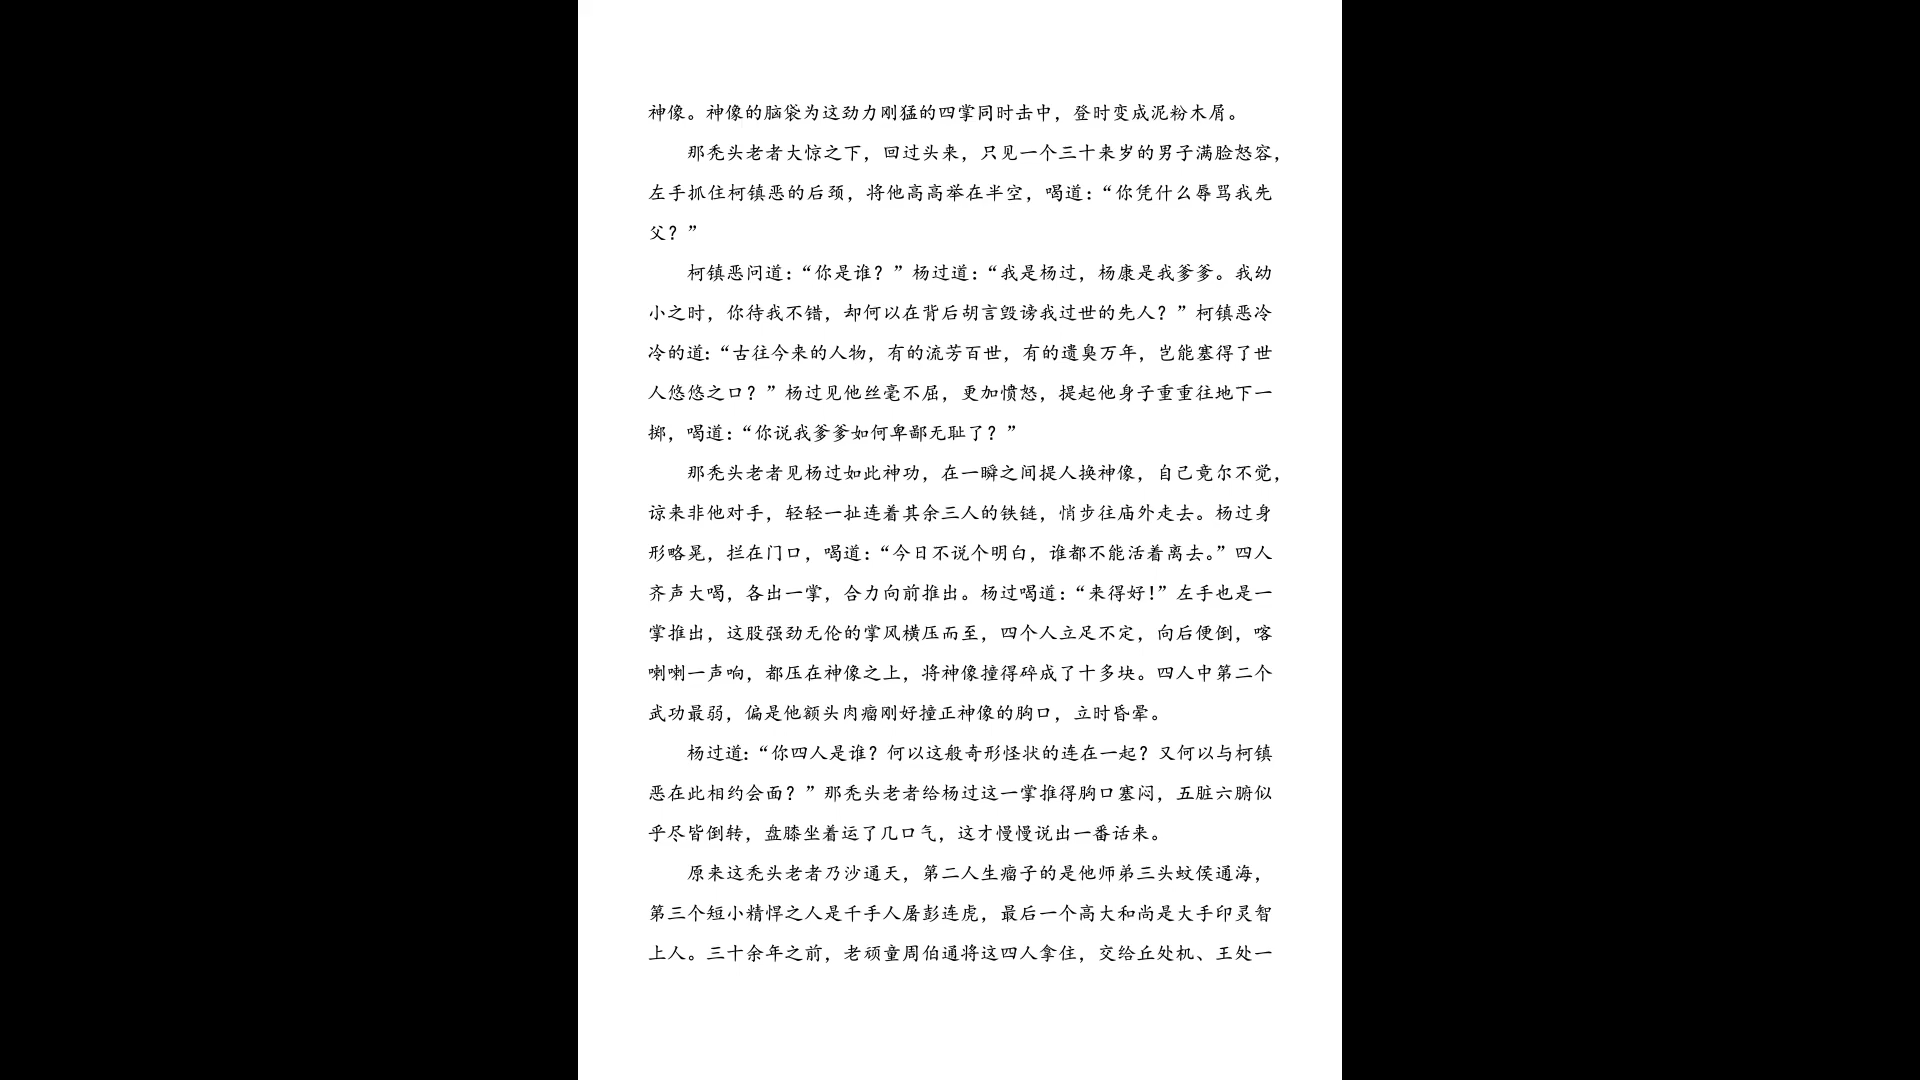 神像。神像的脑袋为这劲力刚猛的四掌同时击中，登时变成泥粉木屑。
那秃头老者大惊之下，回过头来，只见一个三十来岁的男子满脸怒容，
左手抓住柯镇恶的后颈，将他高高举在半空，喝道：“你凭什么辱骂我先
父？”
柯镇恶问道：“你是谁？”杨过道：“我是杨过，杨康是我爹爹。我幼
小之时，你待我不错，却何以在背后胡言毁谤我过世的先人？”柯镇恶冷
冷的道：“古往今来的人物，有的流芳百世，有的遗臭万年，岂能塞得了世
人悠悠之口？”杨过见他丝毫不屈，更加愤怒，提起他身子重重往地下一
掷，喝道：“你说我爹爹如何卑鄙无耻了？”
那秃头老者见杨过如此神功，在一瞬之间提人换神像，自己竟尔不觉，
谅来非他对手，轻轻一扯连着其余三人的铁链，悄步往庙外走去。杨过身
形略晃，拦在门口，喝道：“今日不说个明白，谁都不能活着离去。”四人
齐声大喝，各出一掌，合力向前推出。杨过喝道：“来得好！”左手也是一
掌推出，这股强劲无伦的掌风横压而至，四个人立足不定，向后便倒，喀
喇喇一声响，都压在神像之上，将神像撞得碎成了十多块。四人中第二个
武功最弱，偏是他额头肉瘤刚好撞正神像的胸口，立时昏晕。
杨过道：“你四人是谁？何以这般奇形怪状的连在一起？又何以与柯镇
恶在此相约会面？”那秃头老者给杨过这一掌推得胸口塞闷，五脏六腑似
乎尽皆倒转，盘膝坐着运了几口气，这才慢慢说出一番话来。
原来这秃头老者乃沙通天，第二人生瘤子的是他师弟三头蛟侯通海，
第三个短小精悍之人是千手人屠彭连虎，最后一个高大和尚是大手印灵智
上人。三十余年之前，老顽童周伯通将这四人拿住，交给丘处机、王处一